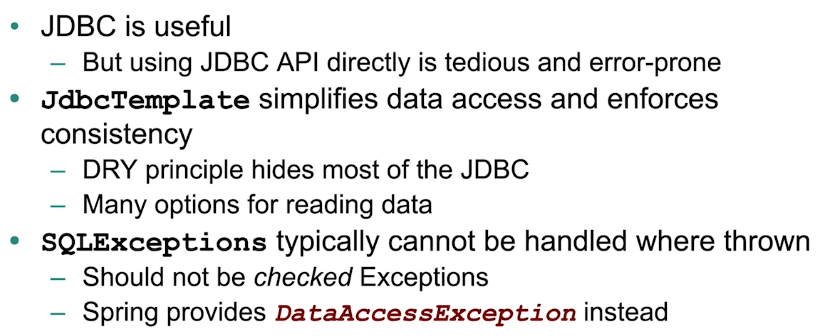 • JDBC is useful
– But using JDBC API directly is tedious and error-prone
• JdbcTemplate simplifies data access and enforces
consistency
– DRY principle hides most of the JDBC
– Many options for reading data
• SQLExceptions typically cannot be handled where thrown
– Should not be checked Exceptions
– Spring provides DataAccessException instead